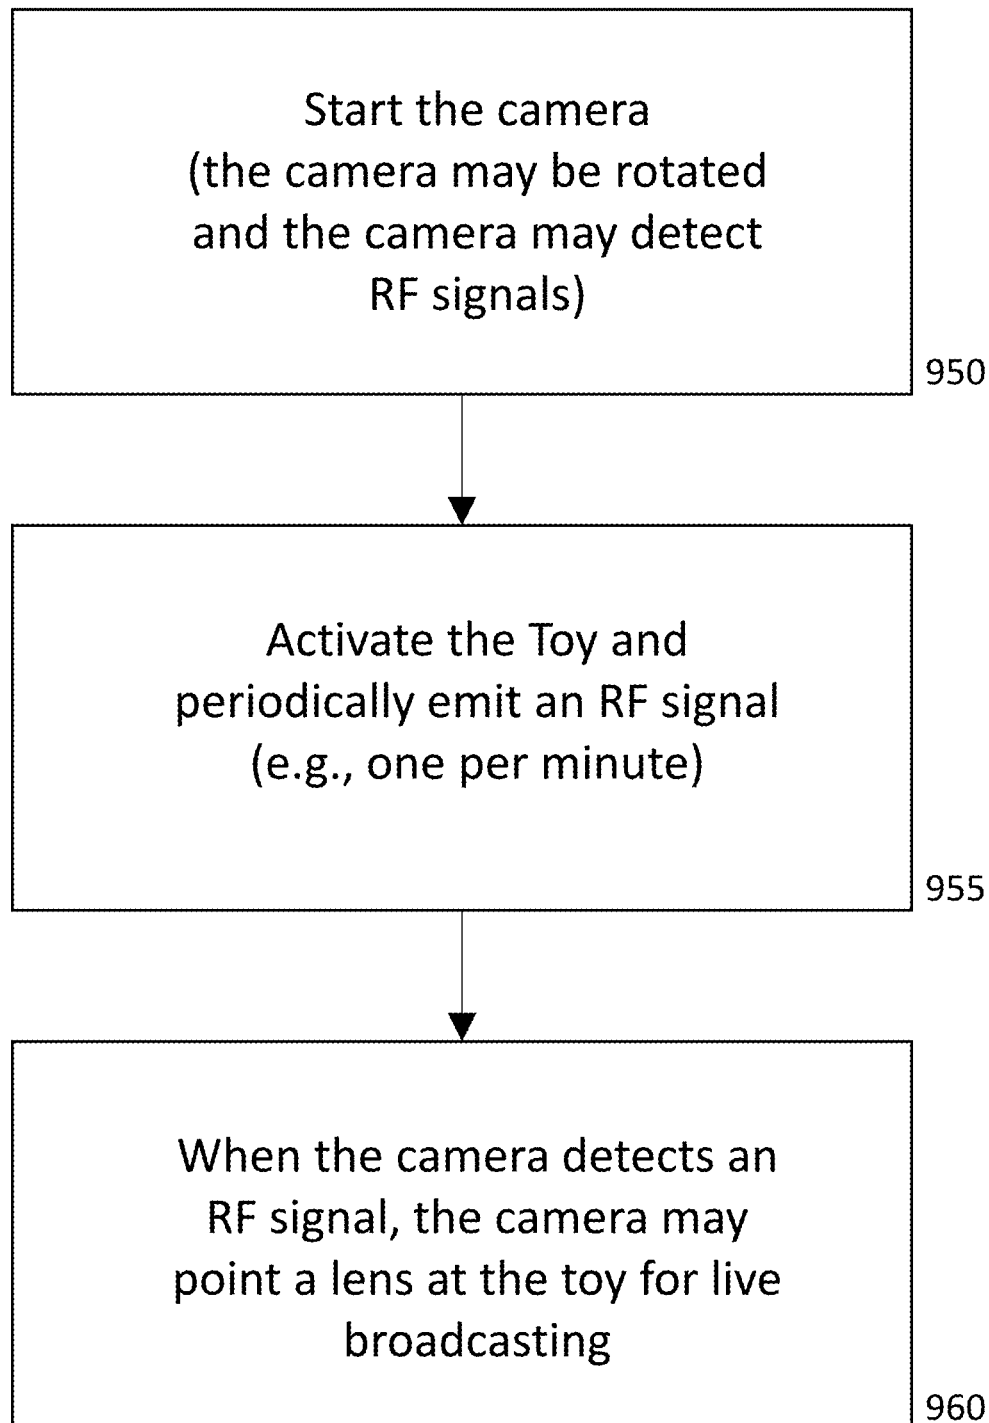 Start the camera
(the camera may be rotated
and the camera may detect
RF signals)
950
Activate the Toy and
periodically emit an RF signal
(e.g., one per minute)
955
When the camera detects an
RF signal, the camera may
point a lens at the toy for live
broadcasting
960